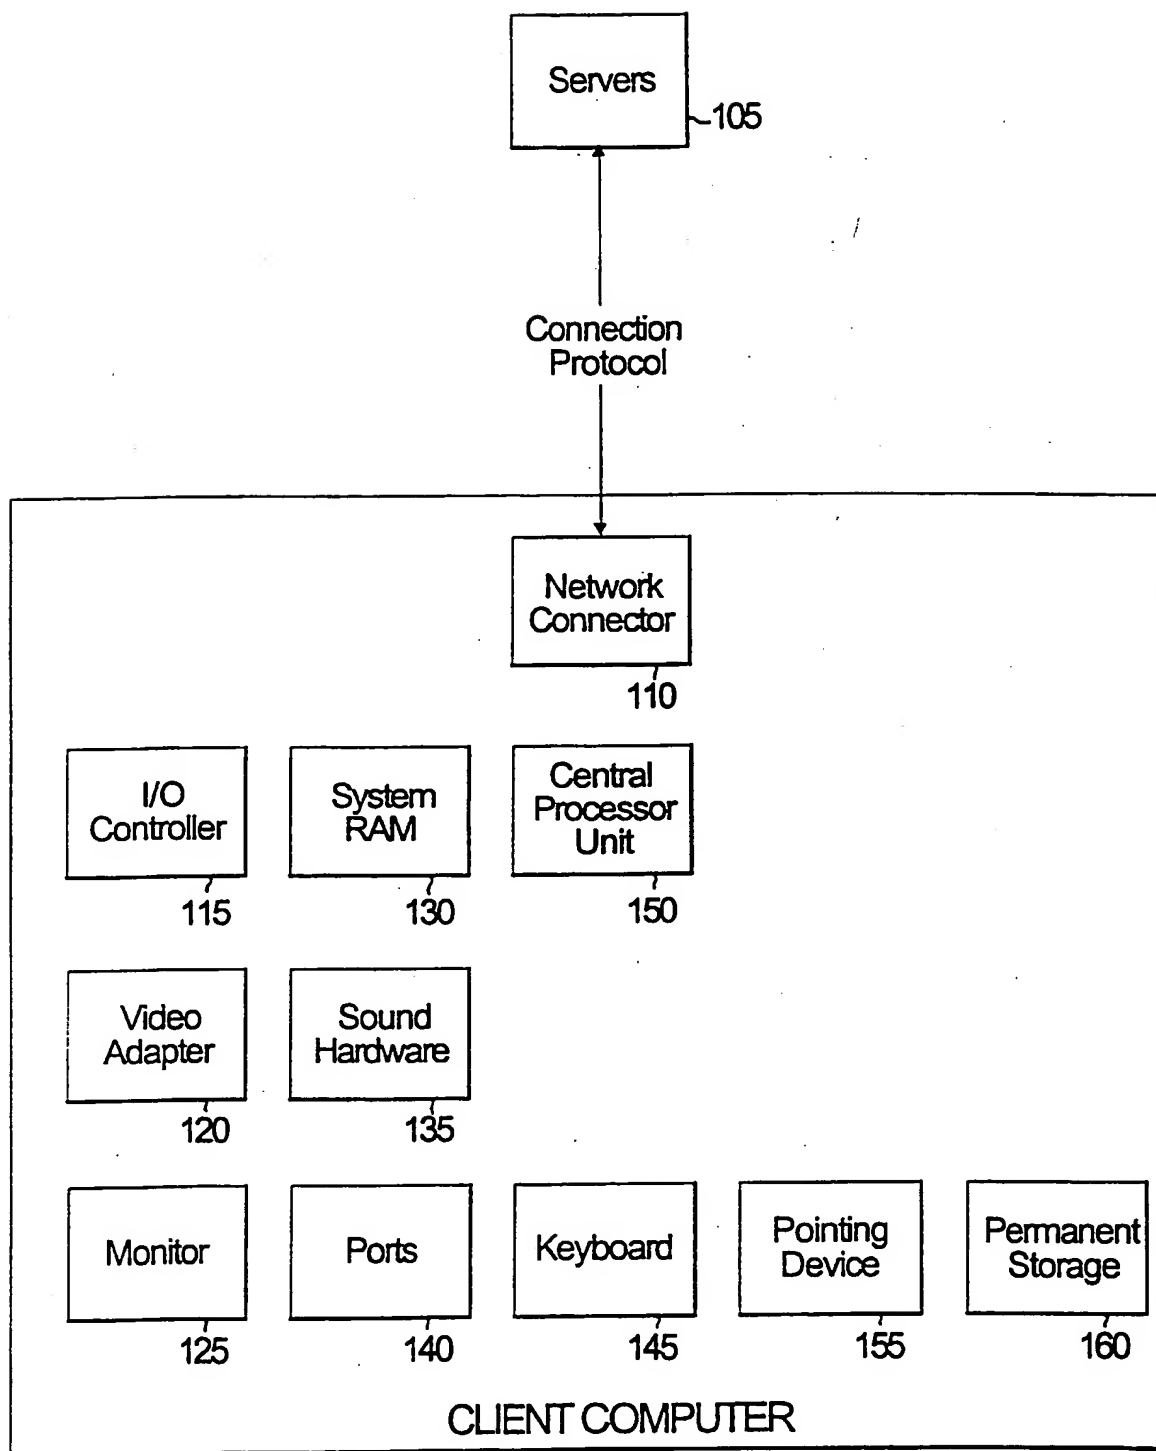 Servers
105
Connection
Protocol
Network
Connector
110
I/O
Controller
115
System
RAM
130
Central
Processor
Unit
150
Video
Adapter
120
Sound
Hardware
135
Monitor
125
Ports
140
Keyboard
145
Pointing
Device
155
Permanent
Storage
160
CLIENT COMPUTER